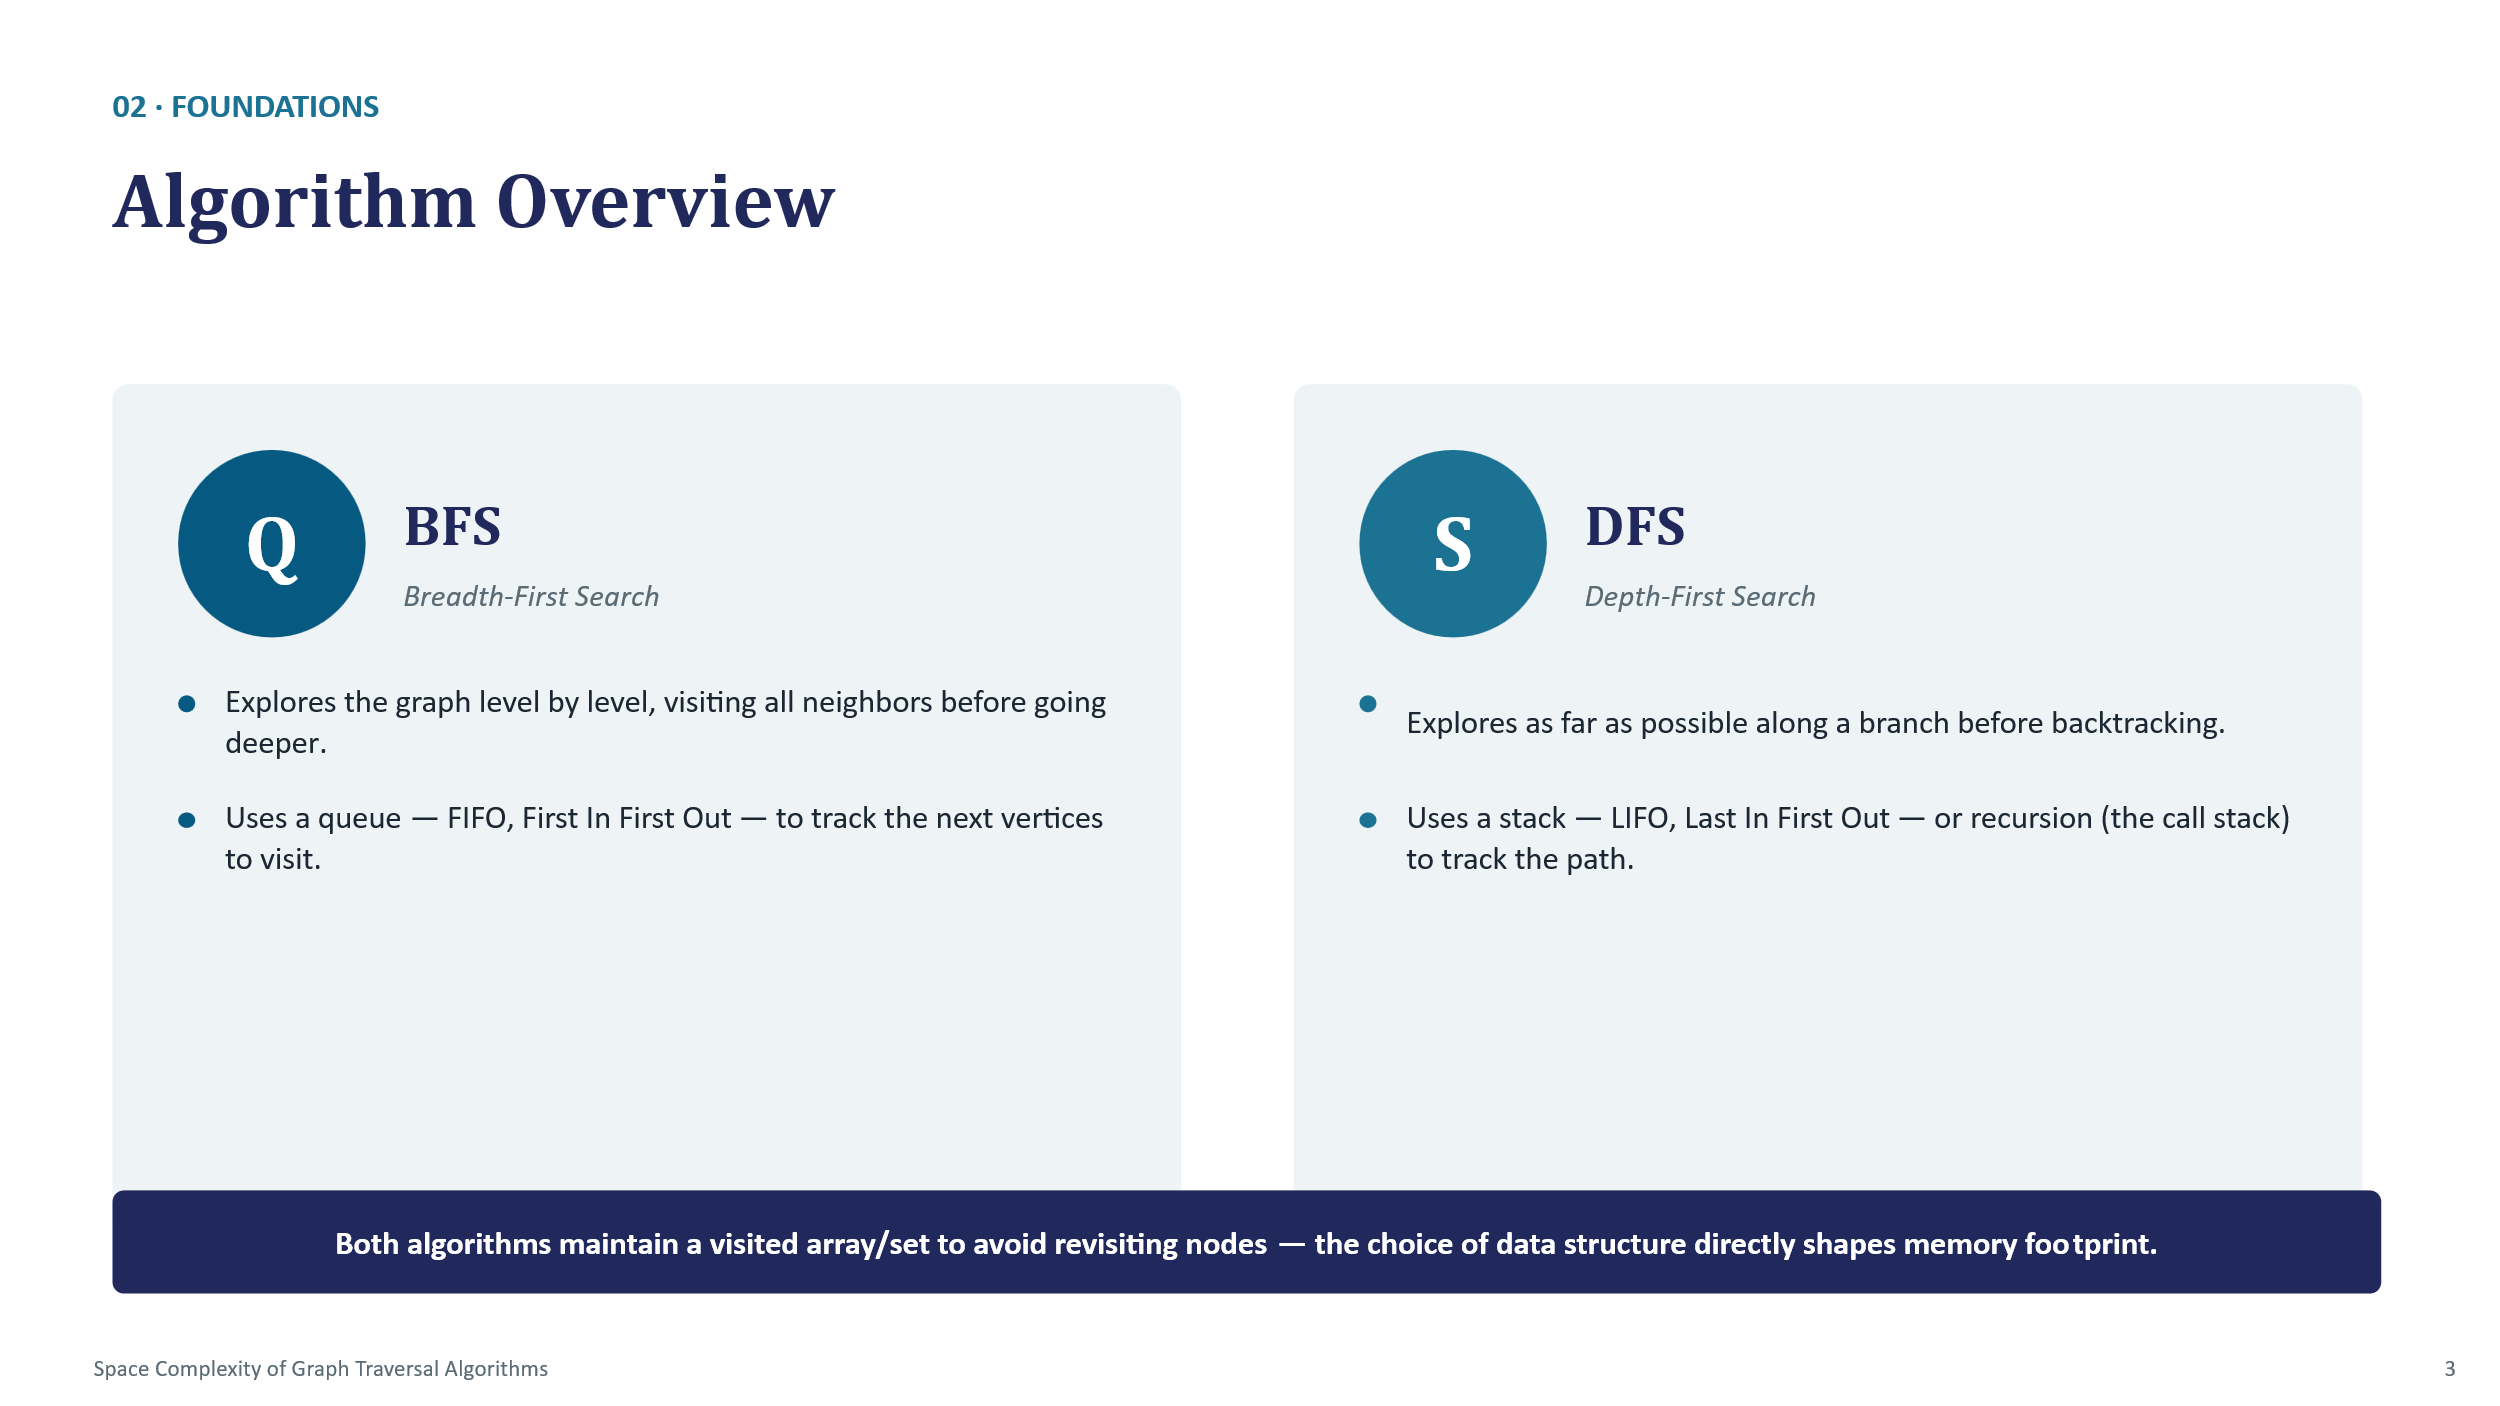 02 · FOUNDATIONS
Algorithm Overview
Q
BFS
Breadth-First Search
Explores the graph level by level, visiting all neighbors before going
deeper.
Uses a queue — FIFO, First In First Out — to track the next vertices
to visit.
S
DFS
Depth-First Search
Explores as far as possible along a branch before backtracking.
Uses a stack — LIFO, Last In First Out — or recursion (the call stack)
to track the path.
Both algorithms maintain a visited array/set to avoid revisiting nodes — the choice of data structure directly shapes memory footprint.
Space Complexity of Graph Traversal Algorithms
3